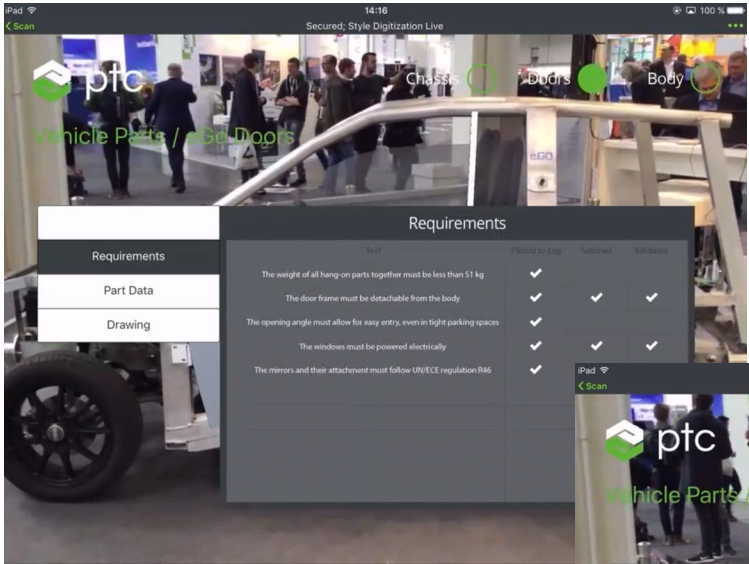 iPad 14:16 100 %
Scan Secured; Style Digitization Live
ptc Chassis Doors Body
Vehicle Parts / eGo Doors
e.GO
Requirements
Requirements
Part Data
Drawing
Text Passed to Eng Satisfied Validated
The weight of all hang-on parts together must be less than 51 kg
The door frame must be detachable from the body
The opening angle must allow for easy entry, even in tight parking spaces
The windows must be powered electrically
The mirrors and their attachment must follow UN/ECE regulation R46
iPad
Scan
ptc
Vehicle Parts /